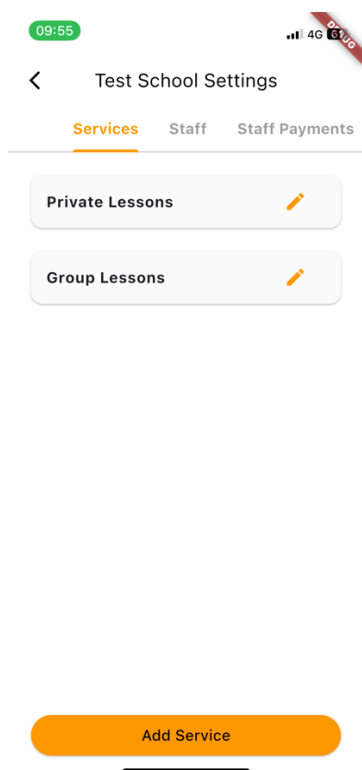 09:55
4G
DEBUG
Test School Settings
Services Staff Staff Payments
Private Lessons
Group Lessons
Add Service